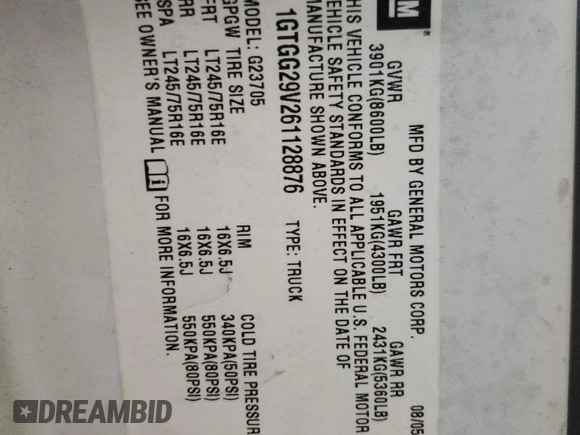 GM ®
MFD BY GENERAL MOTORS CORP. 08/05
GVWR GAWR FRT GAWR RR
3901KG(8600LB) 1951KG(4300LB) 2431KG(5360LB)
HIS VEHICLE CONFORMS TO ALL APPLICABLE U.S. FEDERAL MOTOR
EHICLE SAFETY STANDARDS IN EFFECT ON THE DATE OF
MANUFACTURE SHOWN ABOVE.
1GTGG29V261128876 TYPE: TRUCK
MODEL: G23705
GPGW TIRE SIZE RIM COLD TIRE PRESSUR
FRT LT245/75R16E 16X6.5J 340KPA(50PSI)
RR LT245/75R16E 16X6.5J 550KPA(80PSI)
SPA LT245/75R16E 16X6.5J 550KPA(80PSI)
SEE OWNER'S MANUAL FOR MORE INFORMATION.
DREAMBID